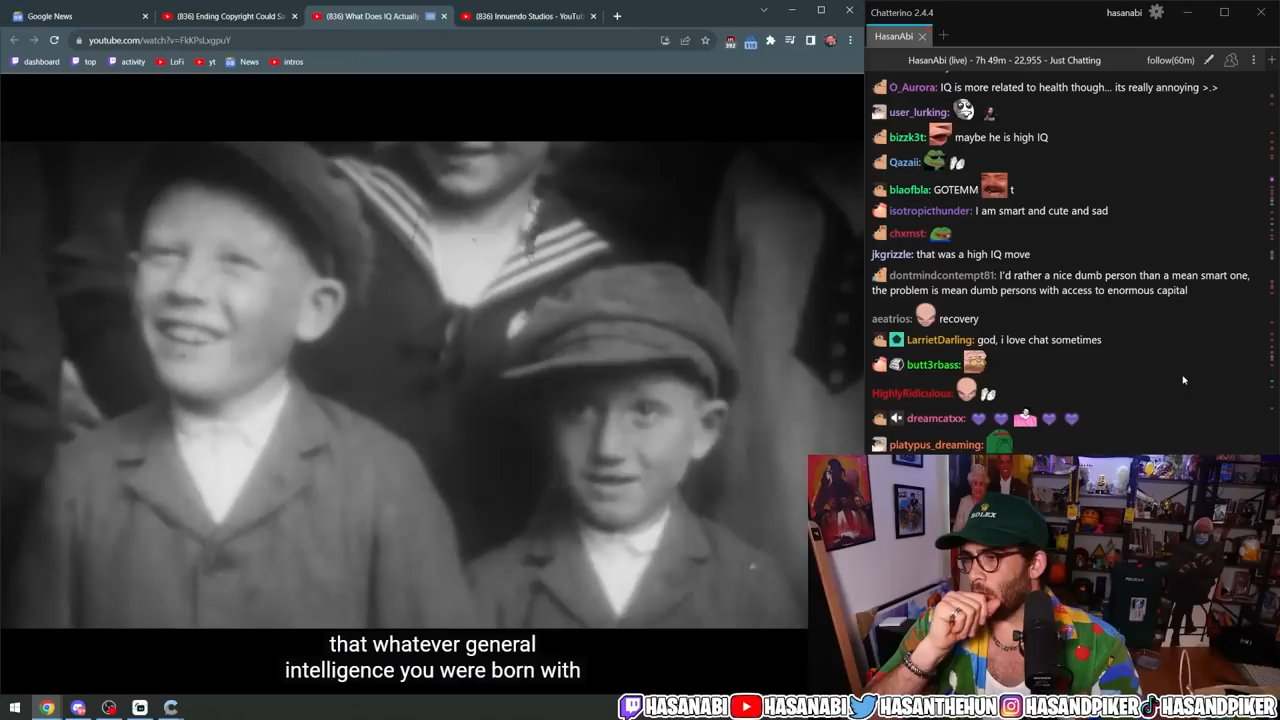 Google News
(836) Ending Copyright Could Sa
(836) What Does IQ Actually
(836) Innuendo Studios - YouTub
youtube.com/watch?v=FkKPsLxgpuY
392
110
dashboard
top
activity
LoFi
yt
News
intros
that whatever general
intelligence you were born with
Chatterino 2.4.4
hasanabi
HasanAbi
HasanAbi (live) - 7h 49m - 22,955 - Just Chatting
follow(60m)
O_Aurora: IQ is more related to health though... its really annoying >.>
user_lurking:
bizzk3t: maybe he is high IQ
Qazaii:
blaofbla: GOTEMM t
isotropicthunder: I am smart and cute and sad
chxmst:
jkgrizzle: that was a high IQ move
dontmindcontempt81: I'd rather a nice dumb person than a mean smart one,
the problem is mean dumb persons with access to enormous capital
aeatrios: recovery
LarrietDarling: god, i love chat sometimes
butt3rbass:
HighlyRidiculous:
dreamcatxx:
platypus_dreaming:
ROLEX
HASANABI
HASANABI
HASANTHEHUN
HASANDPIKER
HASANDPIKER